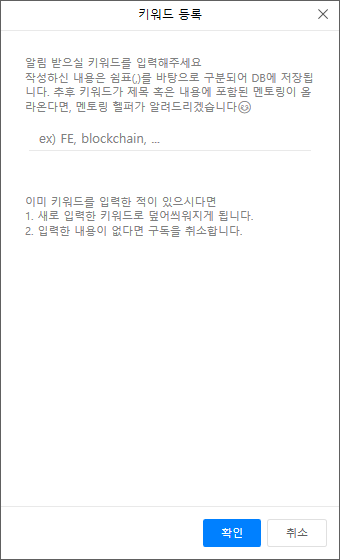 키워드 등록
알림 받으실 키워드를 입력해주세요
작성하신 내용은 쉼표(,)를 바탕으로 구분되어 DB에 저장됩
니다. 추후 키워드가 제목 혹은 내용에 포함된 멘토링이 올
라온다면, 멘토링 헬퍼가 알려드리겠습니다😆
ex) FE, blockchain, ...
이미 키워드를 입력한 적이 있으시다면
1. 새로 입력한 키워드로 덮어씌워지게 됩니다.
2. 입력한 내용이 없다면 구독을 취소합니다.
확인
취소